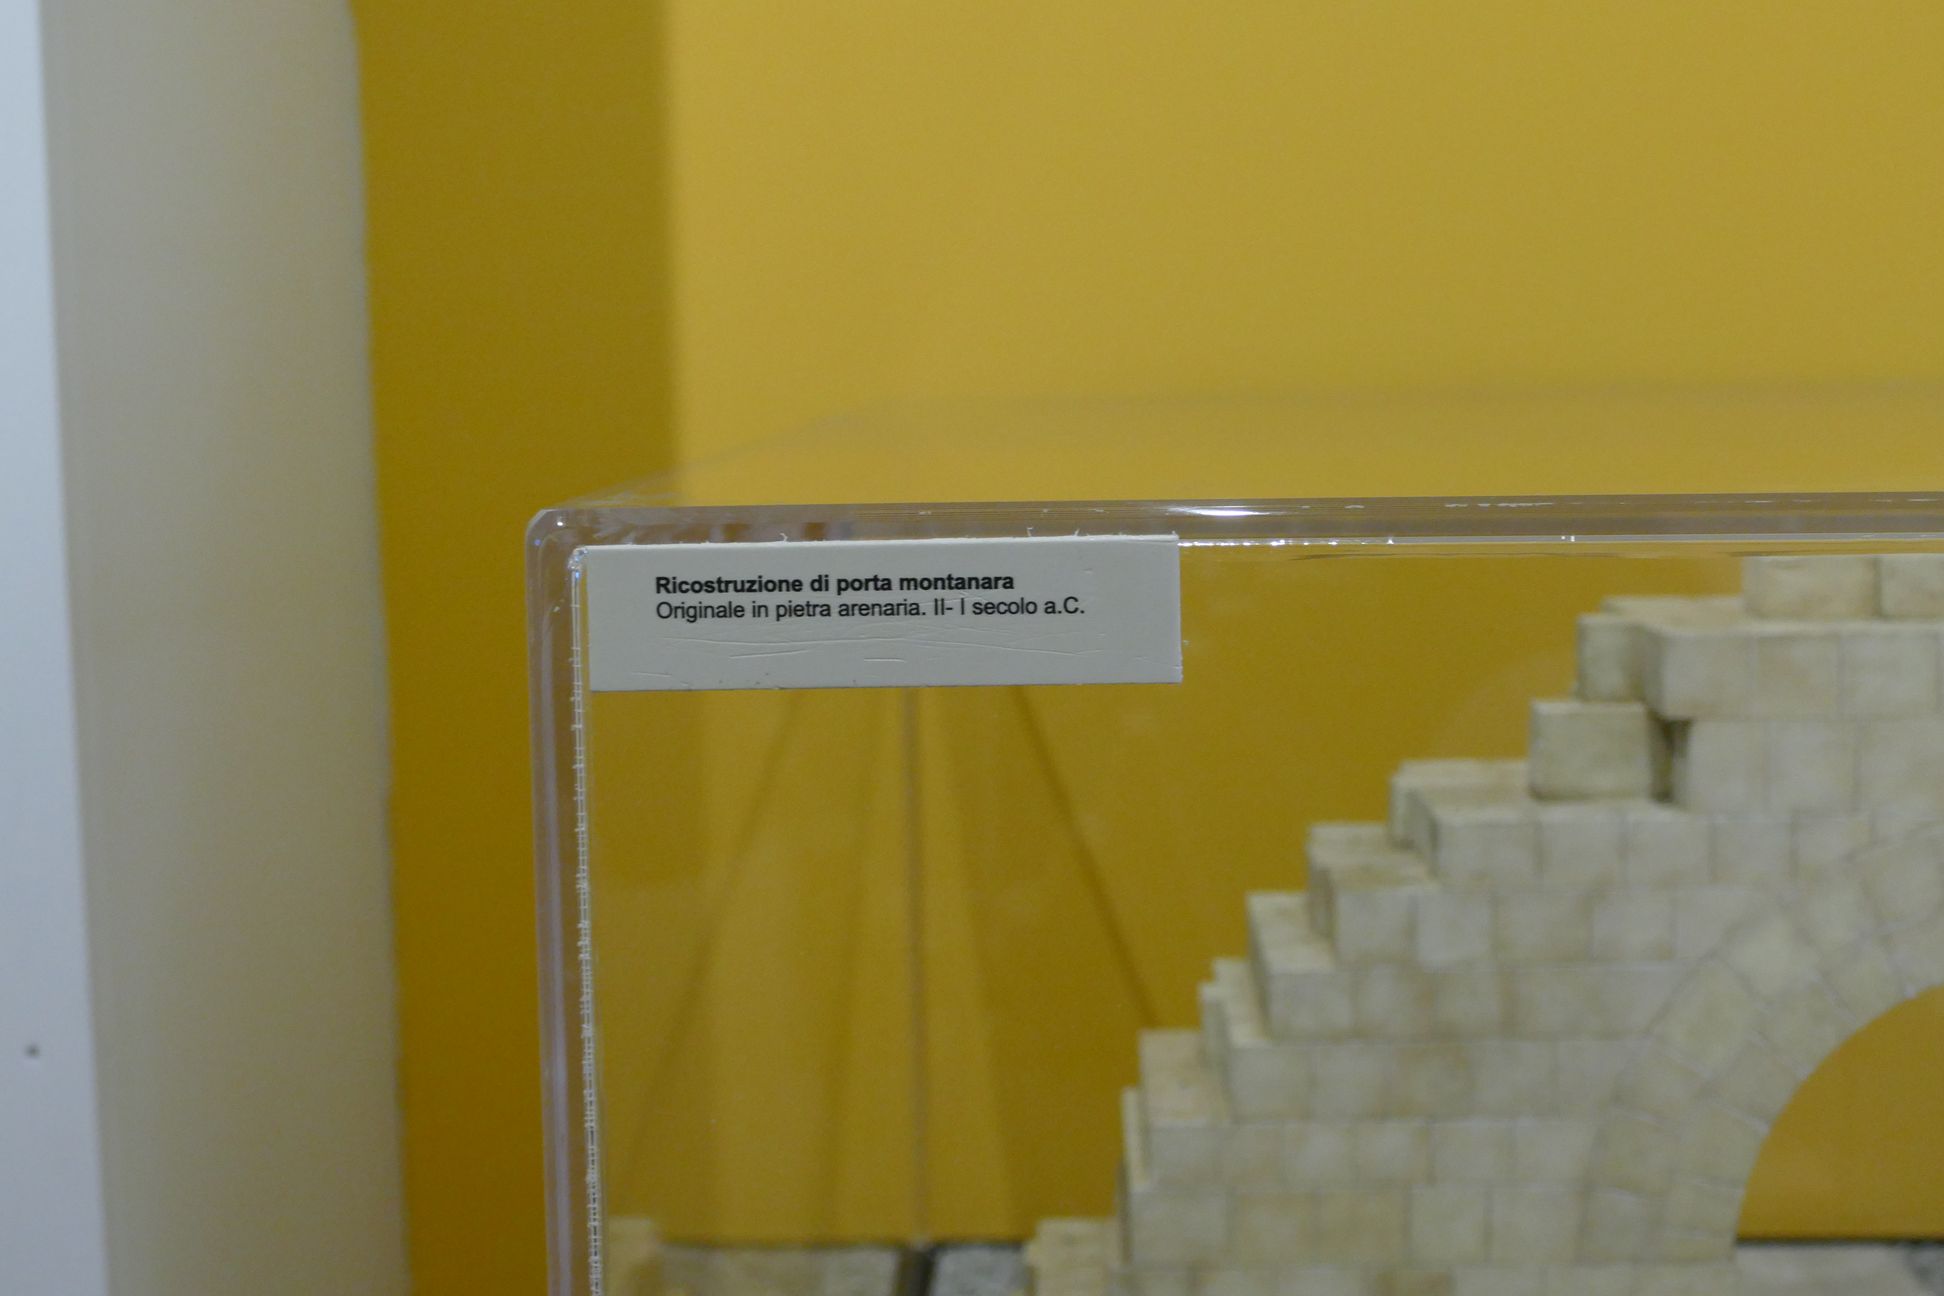 Ricostruzione di porta montanara
Originale in pietra arenaria. II- I secolo a.C.